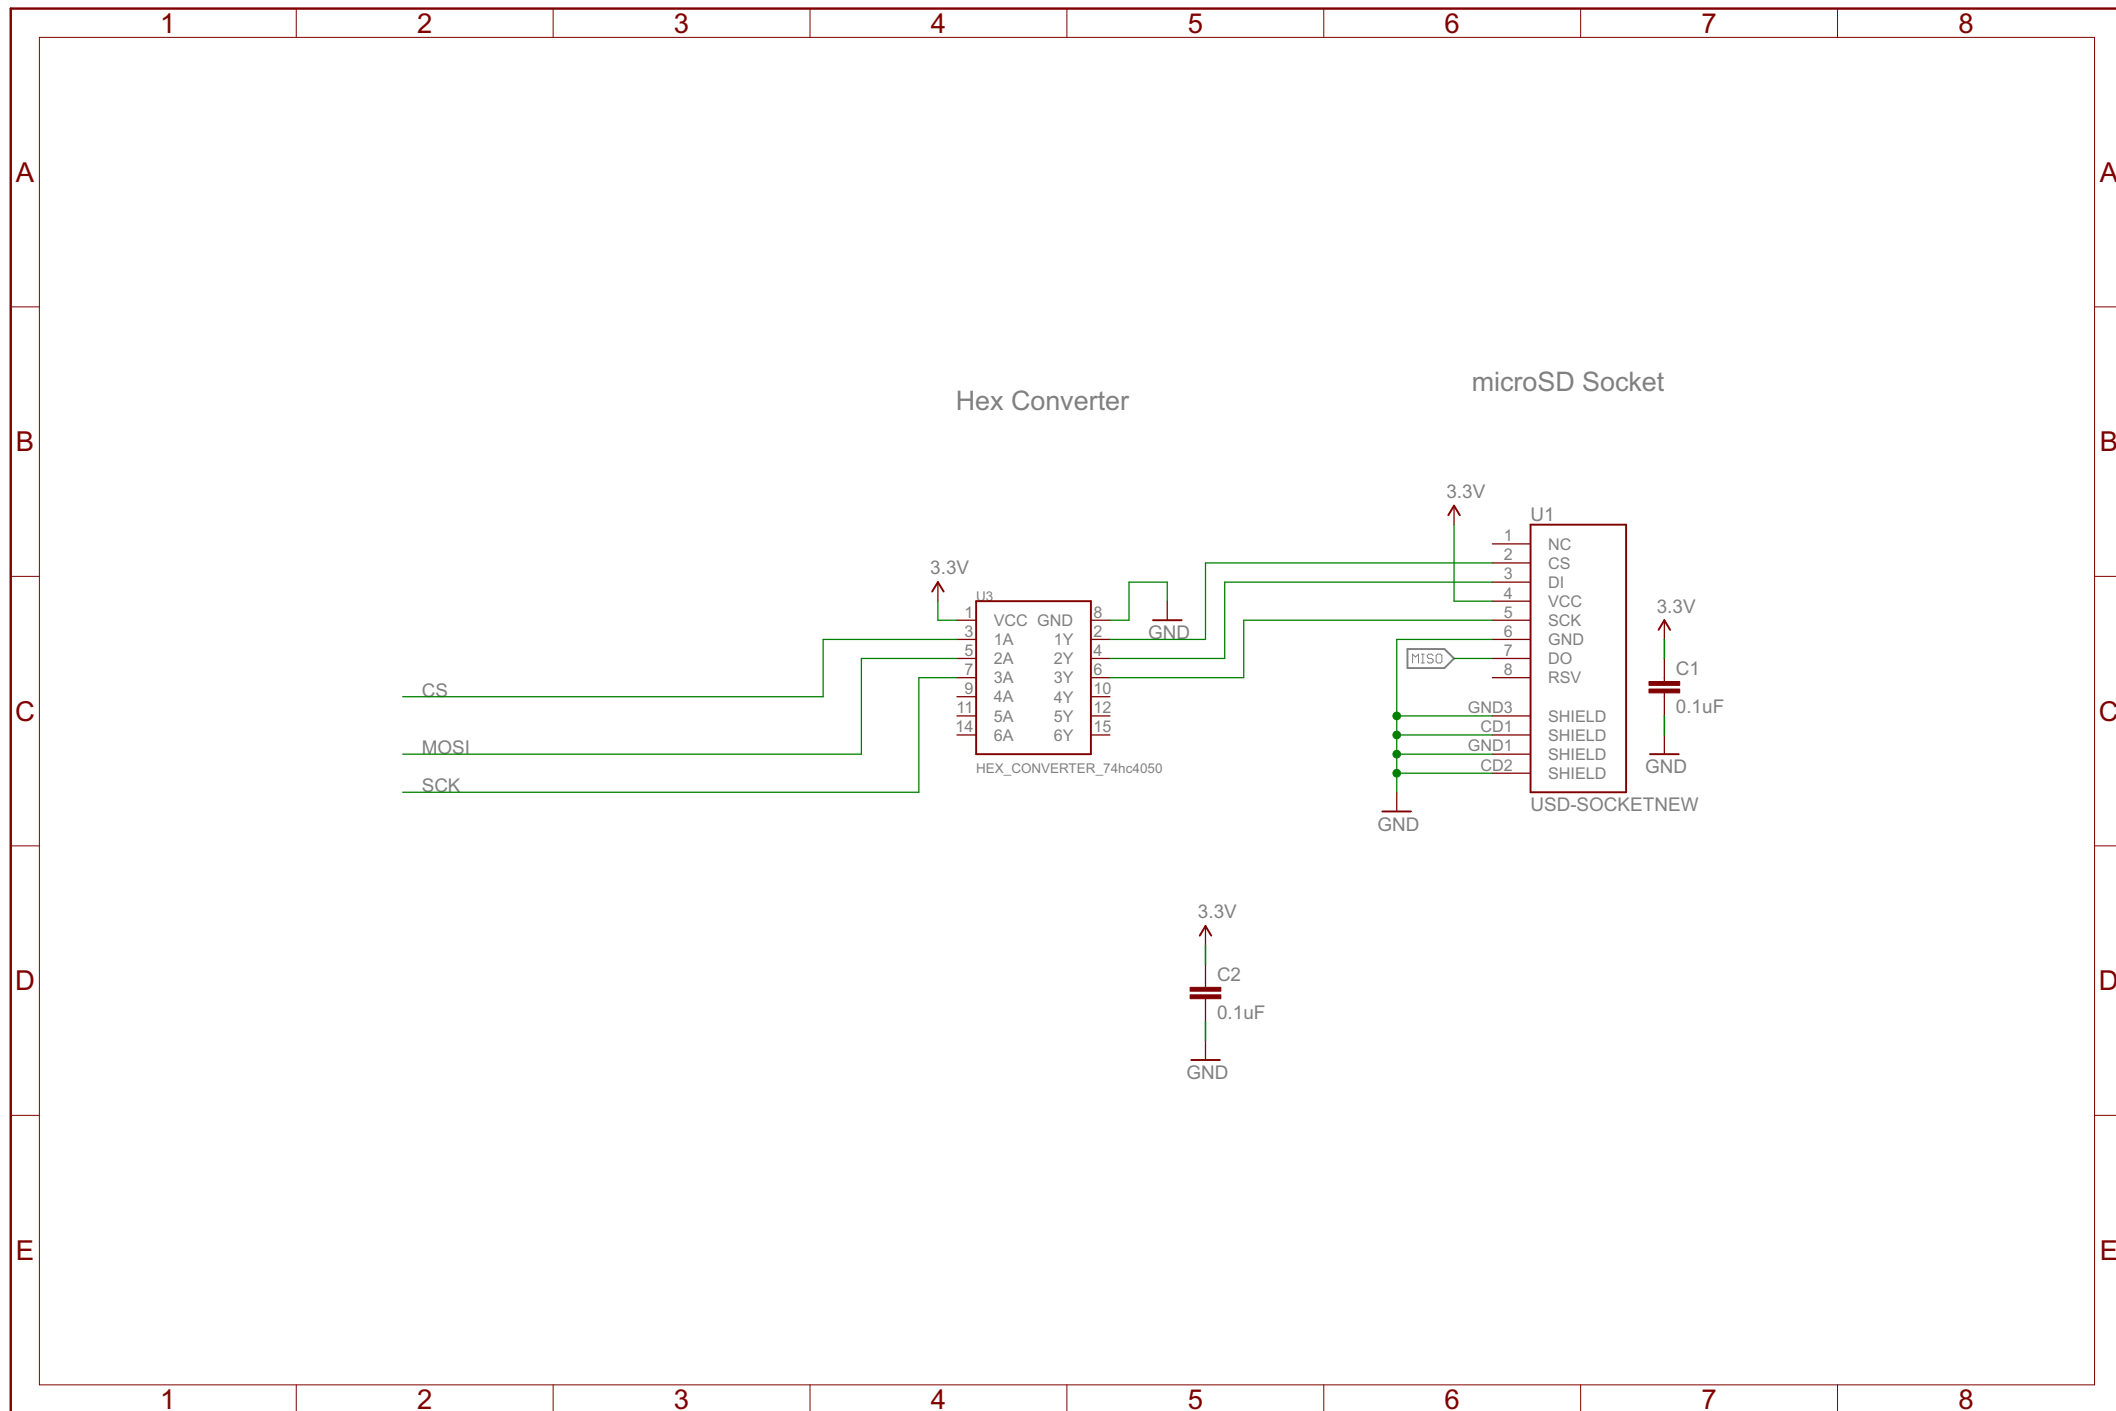 1 2 3 4 5 6 7 8
A A
microSD Socket
Hex Converter
B B
3.3V
U1
1 NC
2 CS
3 DI
4 VCC
5 SCK
6 GND
MISO 7 DO
8 RSV
GND3 SHIELD
CD1 SHIELD
GND1 SHIELD
CD2 SHIELD
USD-SOCKETNEW
GND
3.3V
U3
1 VCC GND 8
GND
3 1A 1Y 2
5 2A 2Y 4
7 3A 3Y 6
9 4A 4Y 10
11 5A 5Y 12
14 6A 6Y 15
HEX_CONVERTER_74hc4050
3.3V
C1
0.1uF
GND
CS
MOSI
SCK
C C
3.3V
C2
0.1uF
GND
D D
E E
1 2 3 4 5 6 7 8